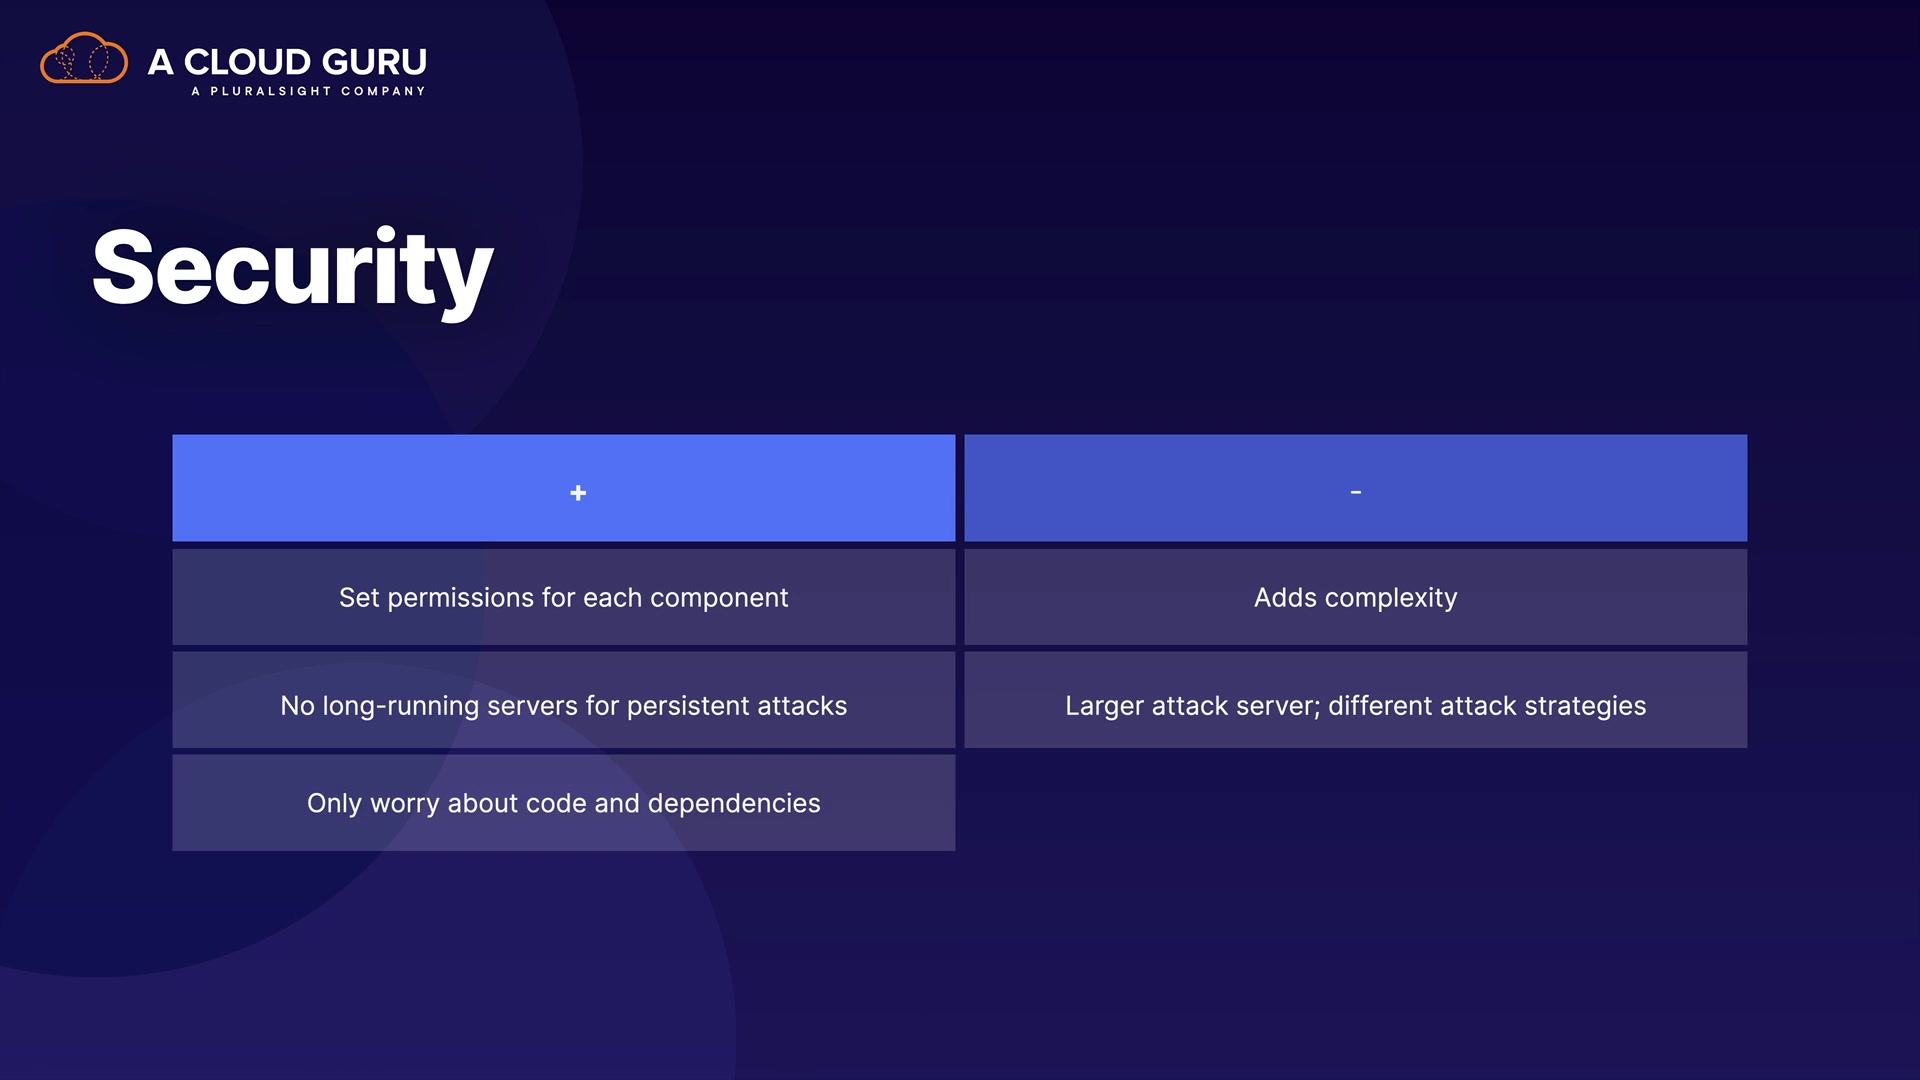 A CLOUD GURU
A PLURALSIGHT COMPANY
Security
+
-
Set permissions for each component
Adds complexity
No long-running servers for persistent attacks
Larger attack server; different attack strategies
Only worry about code and dependencies